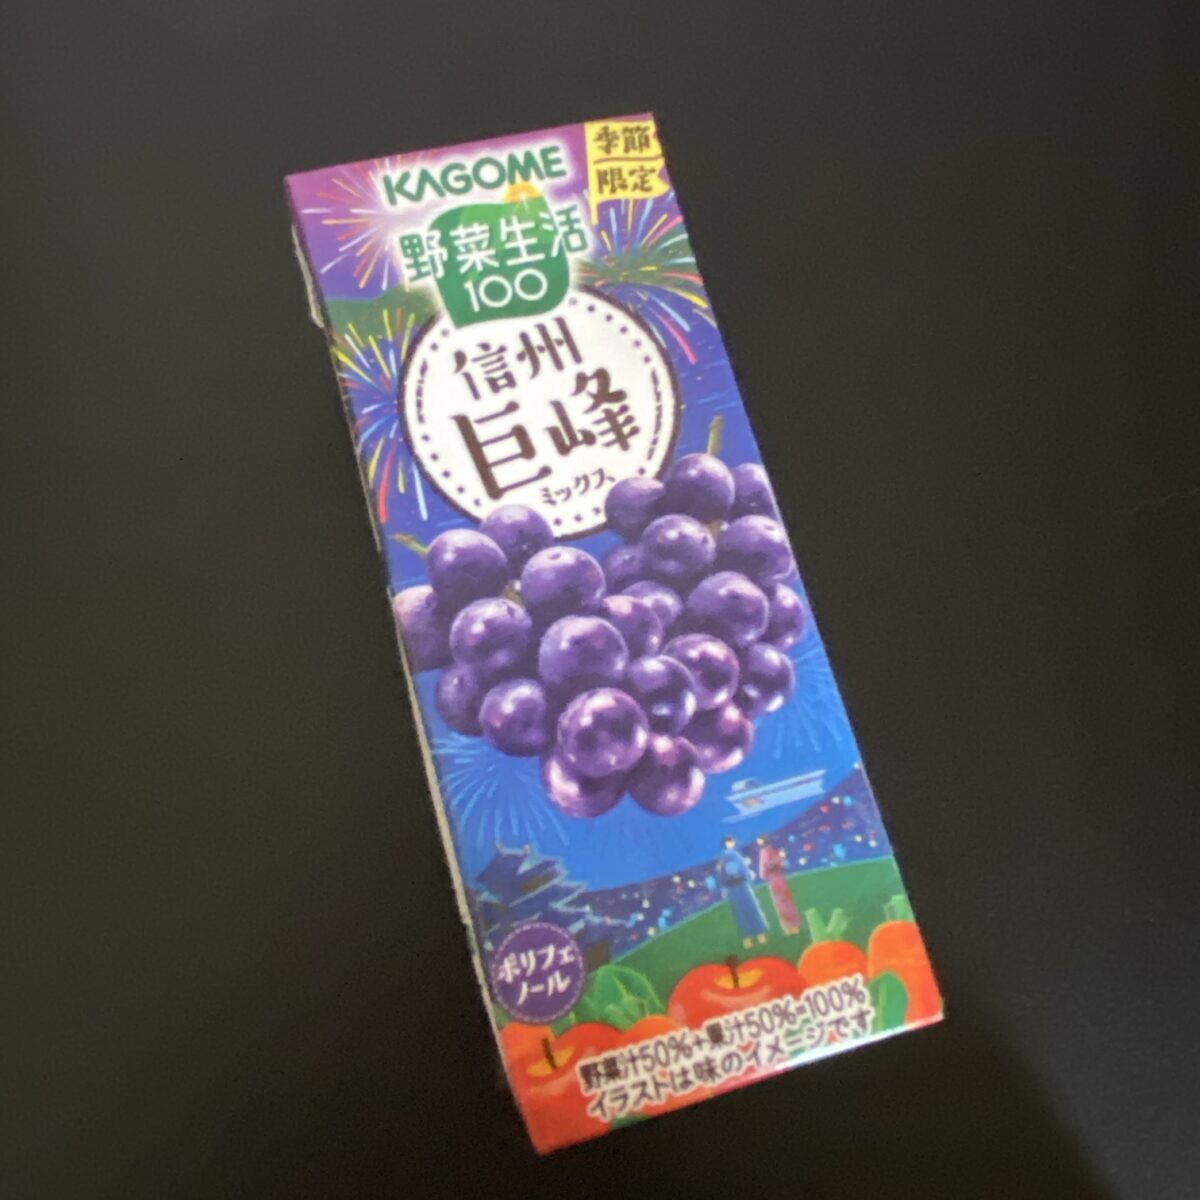 季節
限定
KAGOME
野菜生活
100
信州
巨峰
ミックス
ポリフェ
ノール
野菜汁50%+果汁50%=100%
イラストは味のイメージです